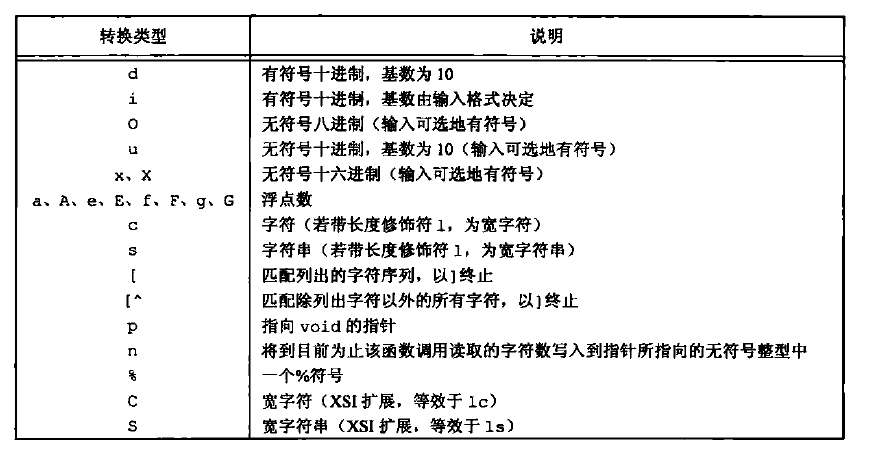 转换类型 说明
d 有符号十进制，基数为 10
i 有符号十进制，基数由输入格式决定
O 无符号八进制（输入可选地有符号）
u 无符号十进制，基数为 10（输入可选地有符号）
x、X 无符号十六进制（输入可选地有符号）
a、A、e、E、f、F、g、G 浮点数
c 字符（若带长度修饰符 l，为宽字符）
s 字符串（若带长度修饰符 l，为宽字符串）
[ 匹配列出的字符序列，以]终止
[^ 匹配除列出字符以外的所有字符，以]终止
p 指向 void 的指针
n 将到目前为止该函数调用读取的字符数写入到指针所指向的无符号整型中
% 一个%符号
C 宽字符（XSI 扩展，等效于 lc）
S 宽字符串（XSI 扩展，等效于 ls）